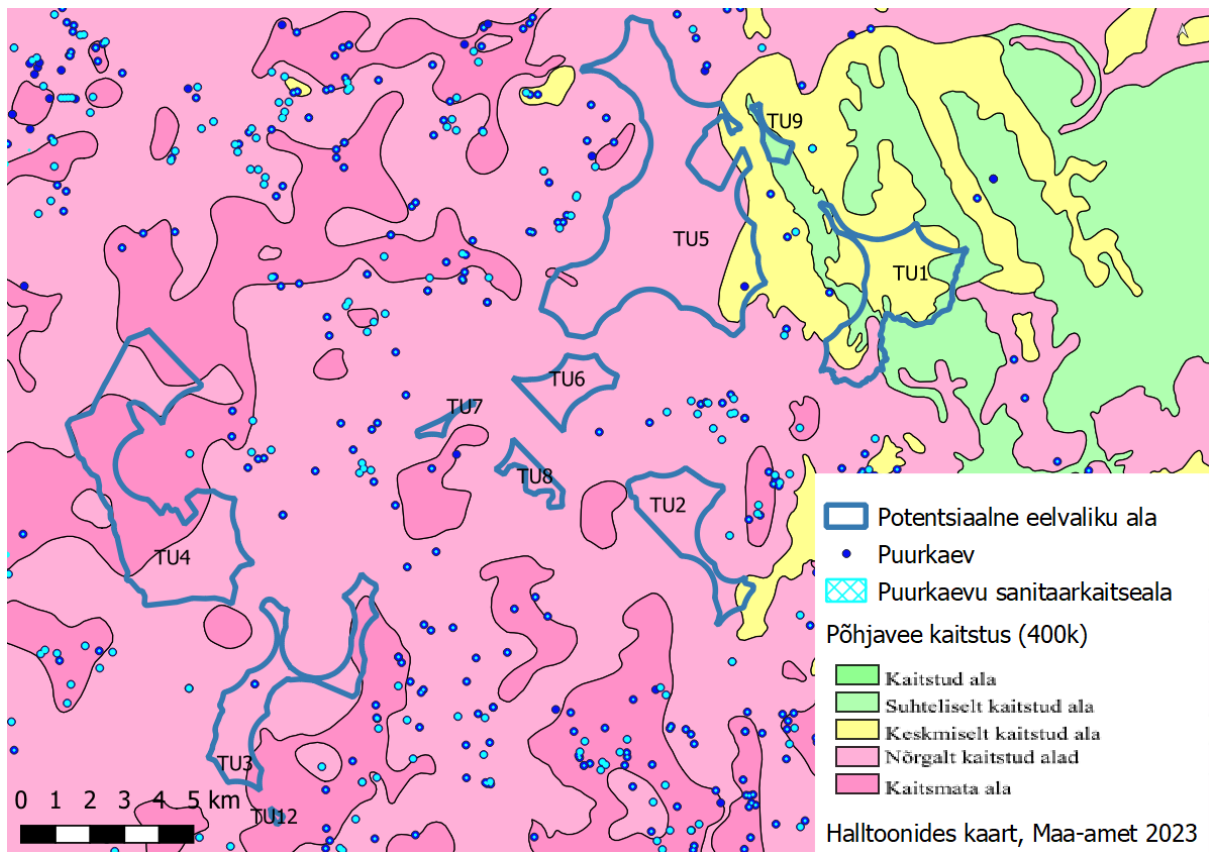 TU9
TU5
TU1
TU6
TU7
TU8
TU2
TU4
TU3
TU12
0 1 2 3 4 5 km
Potentsiaalne eelvaliku ala
Puurkaev
Puurkaevu sanitaarkaitseala
Põhjavee kaitstus (400k)
Kaitstud ala
Suhteliselt kaitstud ala
Keskmiselt kaitstud ala
Nõrgalt kaitstud alad
Kaitsmata ala
Halltoonides kaart, Maa-amet 2023